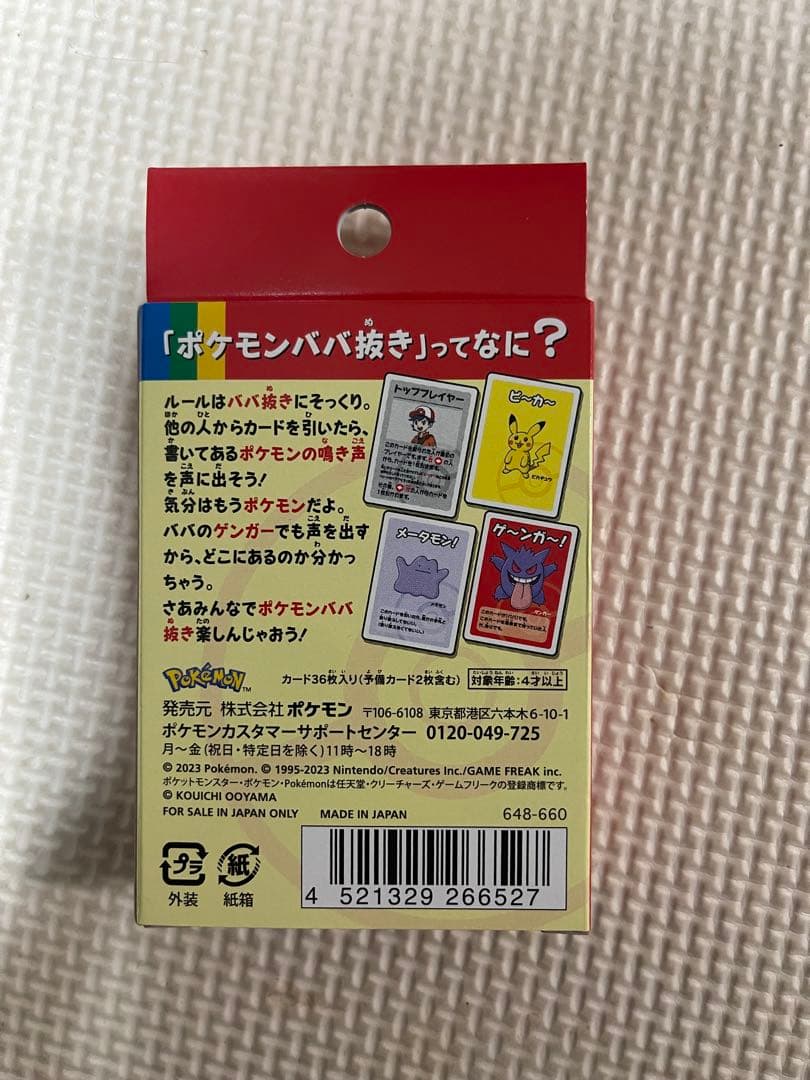 「ポケモンババ抜き」ってなに?
ルールはババ抜きにそっくり。
他の人からカードを引いたら、
書いてあるポケモンの鳴き声
を声に出そう!
気分はもうポケモンだよ。
ババのゲンガーでも声を出す
から、どこにあるのか分かっ
ちゃう。
さあみんなでポケモンババ
抜き楽しんじゃおう!
トッププレイヤー
ピ〜カ〜
ピカチュウ
メ〜タモン!
メタモン
ゲ〜ンガ〜!
ゲンガー
Pokémon™
カード36枚入り(予備カード2枚含む)
対象年齢:4才以上
発売元 株式会社ポケモン 〒106-6108 東京都港区六本木6-10-1
ポケモンカスタマーサポートセンター 0120-049-725
月〜金(祝日・特定日を除く)11時〜18時
© 2023 Pokémon. © 1995-2023 Nintendo/Creatures Inc./GAME FREAK inc.
ポケットモンスター・ポケモン・Pokémonは任天堂・クリーチャーズ・ゲームフリークの登録商標です。
© KOUICHI OOYAMA
FOR SALE IN JAPAN ONLY MADE IN JAPAN 648-660
プラ
外装
紙
紙箱
4 521329 266527